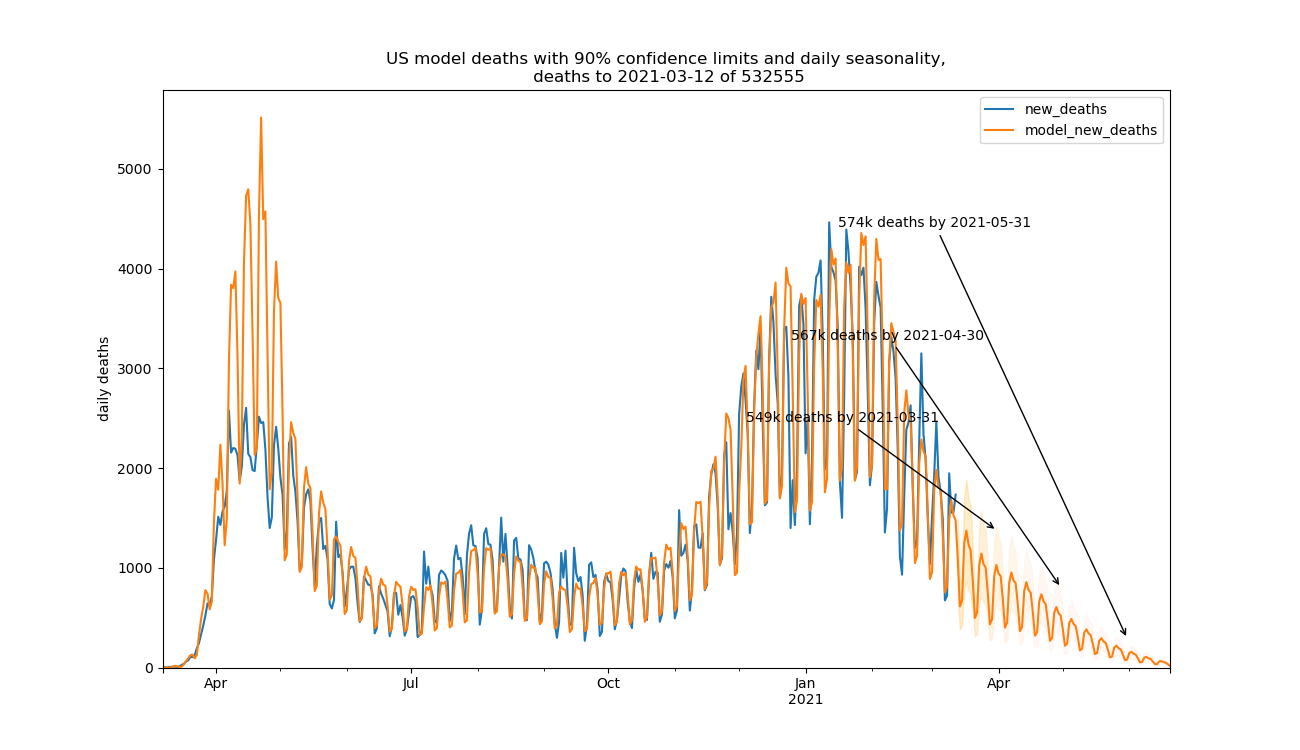 US model deaths with 90% confidence limits and daily seasonality,
deaths to 2021-03-12 of 532555
new_deaths
model_new_deaths
daily deaths
5000
4000
3000
2000
1000
0
574k deaths by 2021-05-31
567k deaths by 2021-04-30
549k deaths by 2021-03-31
Apr
Jul
Oct
Jan
2021
Apr